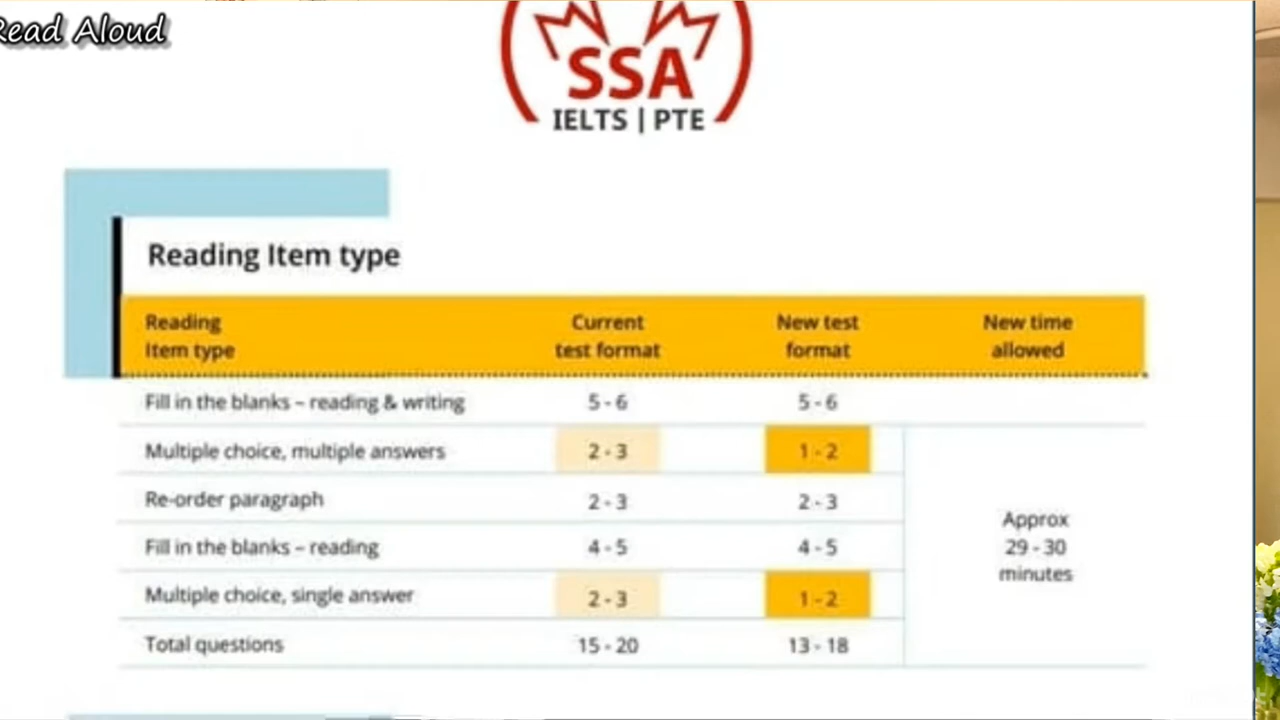 Read Aloud
SSA
IELTS | PTE
Reading Item type
Reading Item type
Current test format
New test format
New time allowed
Fill in the blanks – reading & writing
5 - 6
5 - 6
Multiple choice, multiple answers
2 - 3
1 - 2
Re-order paragraph
2 - 3
2 - 3
Fill in the blanks – reading
4 - 5
4 - 5
Multiple choice, single answer
2 - 3
1 - 2
Total questions
15 - 20
13 - 18
Approx
29 - 30
minutes